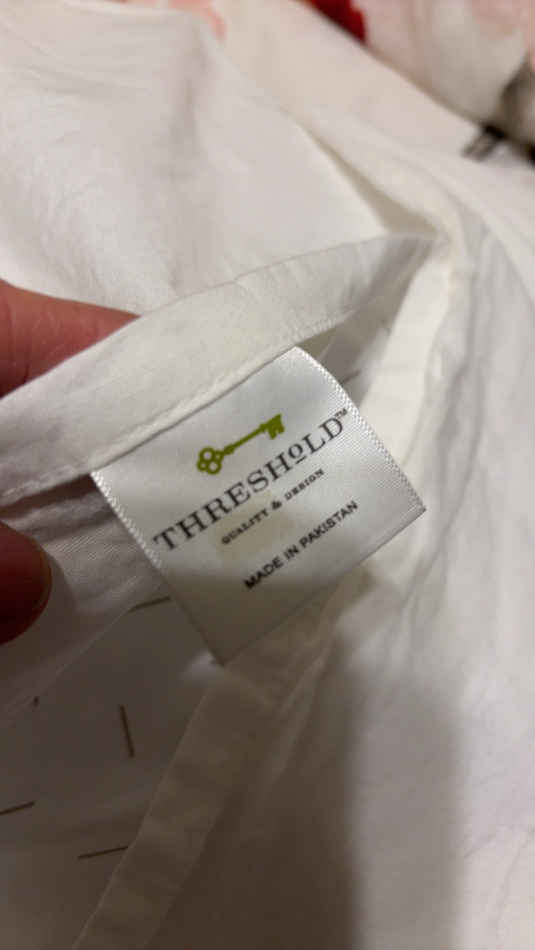 THRESHOLD™
QUALITY & DESIGN
MADE IN PAKISTAN